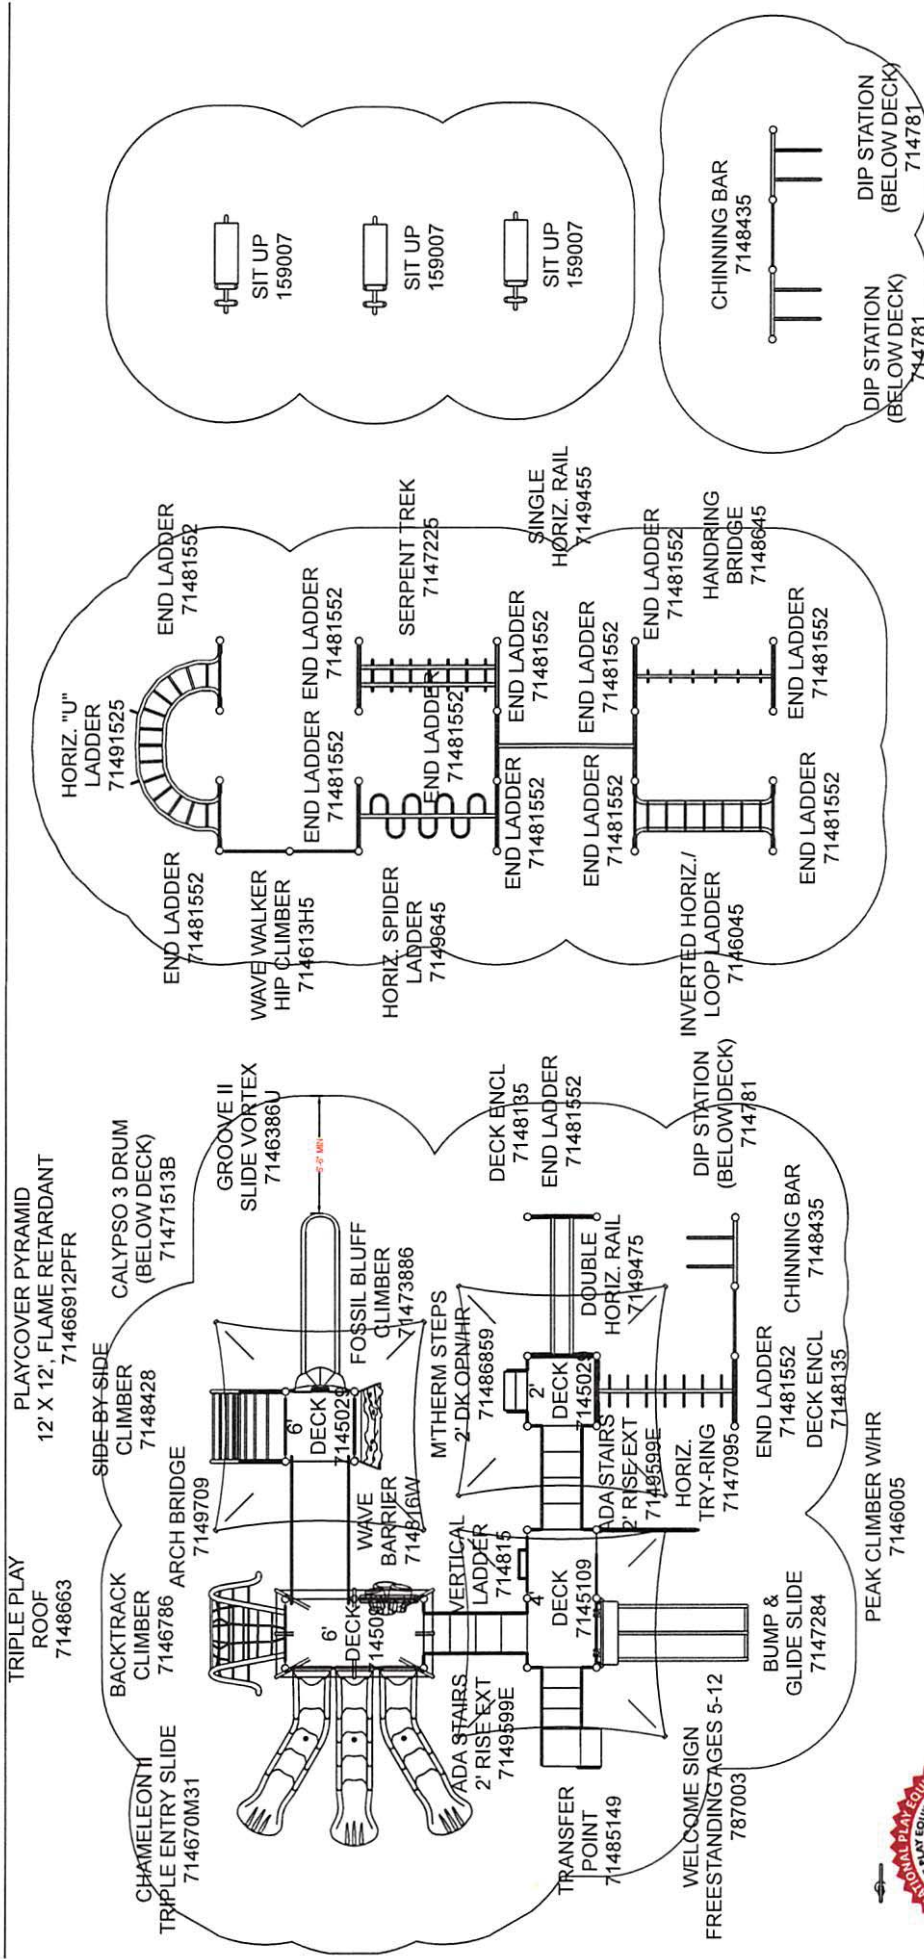 TRIPLE PLAY
ROOF
7148663
PLAYCOVER PYRAMID
12' X 12', FLAME RETARDANT
71466912PFR
CHAMELEON II
TRIPLE ENTRY SLIDE
714670M31
BACKTRACK
CLIMBER
7146786
ARCH BRIDGE
7149709
SIDE BY SIDE
CLIMBER
7148428
CALYPSO 3 DRUM
(BELOW DECK)
71471513B
GROOVE II
SLIDE VORTEX
7146386U
6'
DECK
6'
DECK
7145029
WAVE
BARRIER
714816W
FOSSIL BLUFF
CLIMBER
71473886
ADA STAIRS
2' RISE EXT
7149599E
VERTICAL
LADDER
714815
M'THERM STEPS
2' DK OPN/HR
71486859
DECK ENCL
7148135
END LADDER
71481552
TRANSFER
POINT
71485149
4'
DECK
7145109
ADA STAIRS
2' RISE EXT
7149599E
2'
DECK
7145029
DOUBLE
HORIZ. RAIL
7149475
HORIZ.
TRY-RING
7147095
DIP STATION
(BELOW DECK)
714781
WELCOME SIGN
FREESTANDING AGES 5-12
787003
BUMP &
GLIDE SLIDE
7147284
END LADDER
71481552
DECK ENCL
7148135
CHINNING BAR
7148435
PEAK CLIMBER W/HR
7146005
HORIZ. "U"
LADDER
71491525
END LADDER
71481552
END LADDER
71481552
WAVE WALKER
HIP CLIMBER
714613H5
END LADDER
71481552
END LADDER
71481552
HORIZ. SPIDER
LADDER
7149645
END LADDER
71481552
SERPENT TREK
7147225
END LADDER
71481552
END LADDER
71481552
SINGLE
HORIZ. RAIL
7149455
END LADDER
71481552
END LADDER
71481552
END LADDER
71481552
INVERTED HORIZ./
LOOP LADDER
7146045
HANDRING
BRIDGE
7148645
END LADDER
71481552
END LADDER
71481552
SIT UP
159007
SIT UP
159007
SIT UP
159007
CHINNING BAR
7148435
DIP STATION
(BELOW DECK)
714781
DIP STATION
(BELOW DECK)
714781